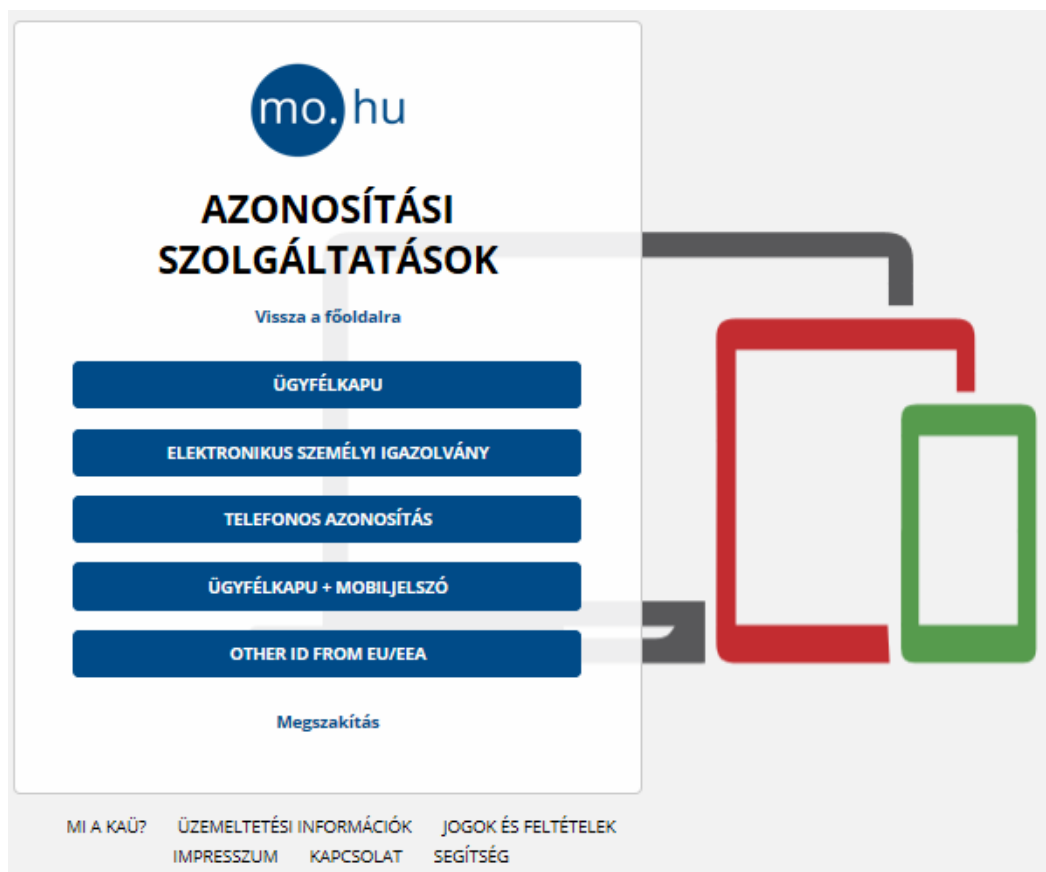 mo.hu
AZONOSÍTÁSI
SZOLGÁLTATÁSOK
Vissza a főoldalra
ÜGYFÉLKAPU
ELEKTRONIKUS SZEMÉLYI IGAZOLVÁNY
TELEFONOS AZONOSÍTÁS
ÜGYFÉLKAPU + MOBILJELSZÓ
OTHER ID FROM EU/EEA
Megszakítás
MI A KAÜ? ÜZEMELTETÉSI INFORMÁCIÓK JOGOK ÉS FELTÉTELEK
IMPRESSZUM KAPCSOLAT SEGÍTSÉG